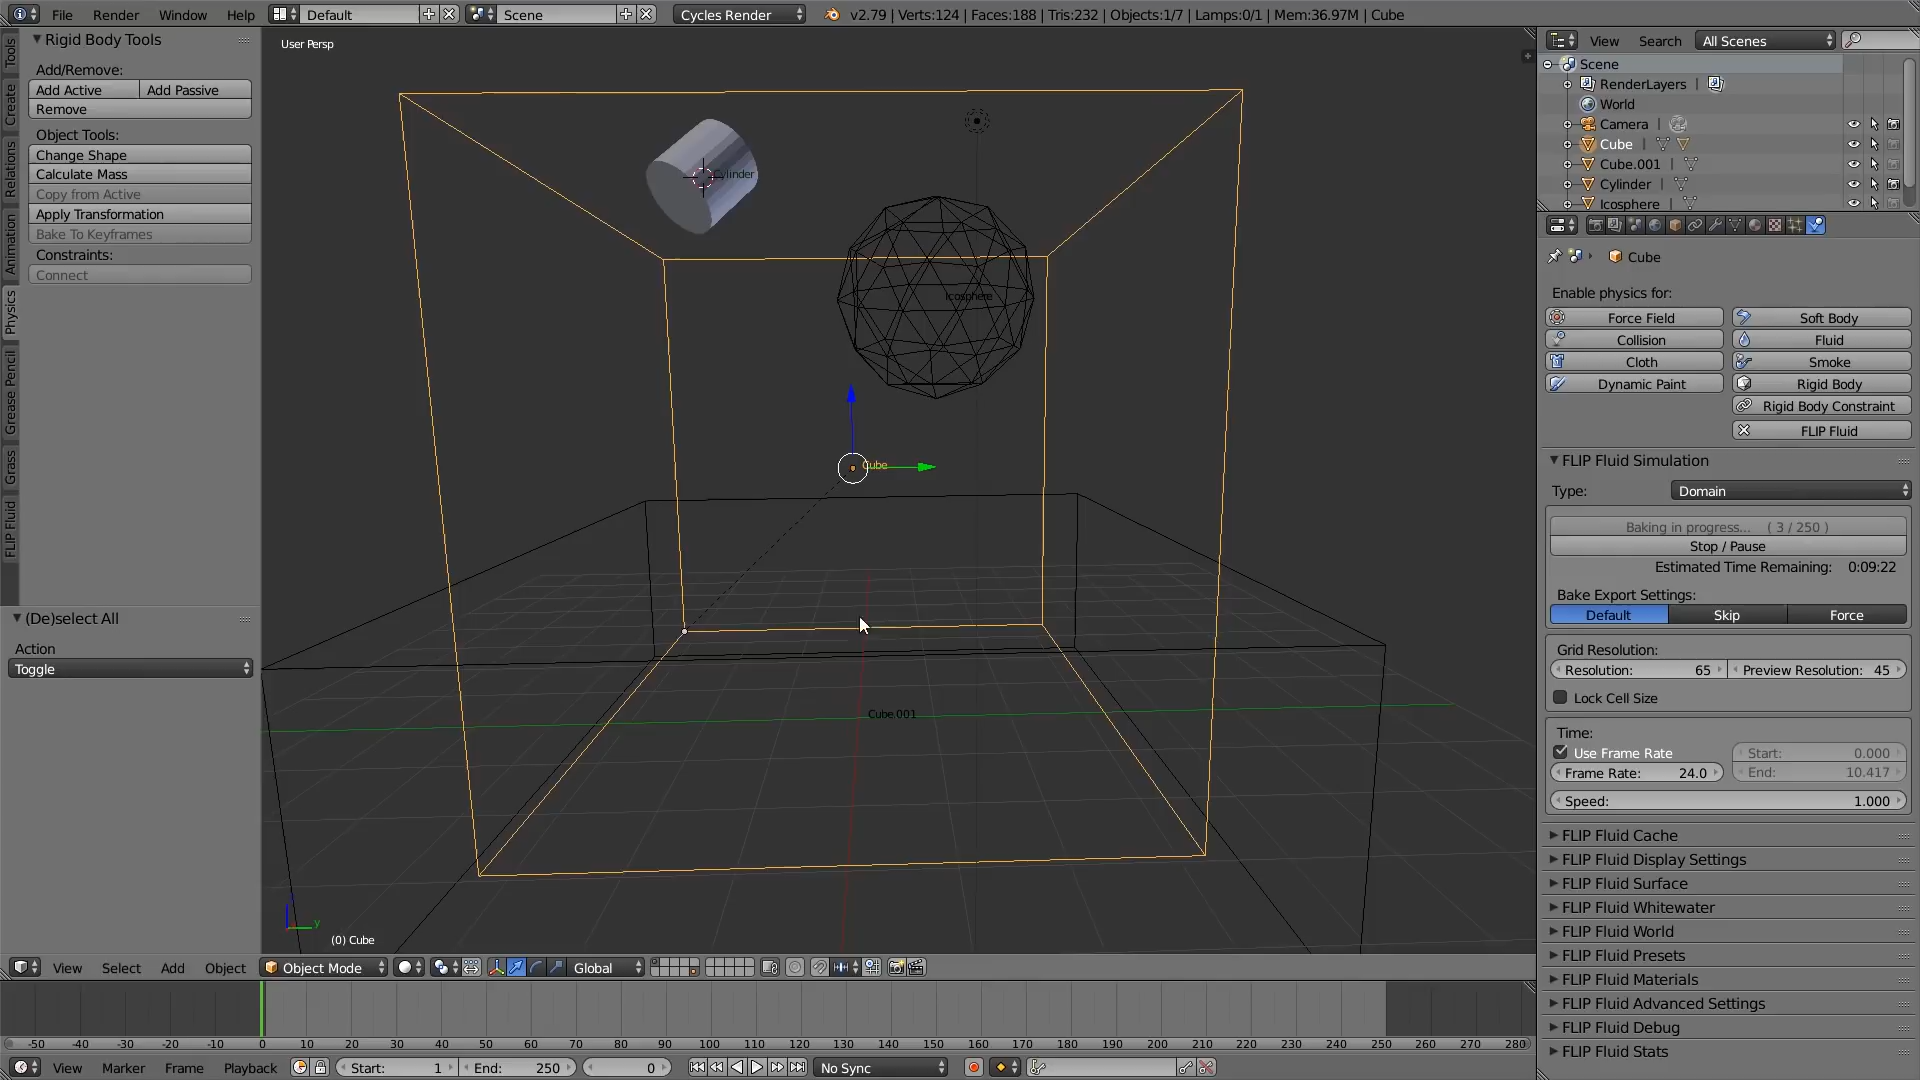 File Render Window Help Default Scene Cycles Render v2.79 | Verts:124 | Faces:188 | Tris:232 | Objects:1/7 | Lamps:0/1 | Mem:36.97M | Cube
Rigid Body Tools
Add/Remove:
Add Active Add Passive
Remove
Object Tools:
Change Shape
Calculate Mass
Copy from Active
Apply Transformation
Bake To Keyframes
Constraints:
Connect
Tools
Create
Relations
Animation
Physics
Grease Pencil
Grass
FLIP Fluid
(De)select All
Action
Toggle
User Persp
Cylinder
Icosphere
Cube
Cube.001
y
(0) Cube
View Select Add Object Object Mode Global
-50 -40 -30 -20 -10 0 10 20 30 40 50 60 70 80 90 100 110 120 130 140 150 160 170 180 190 200 210 220 230 240 250 260 270 280
View Marker Frame Playback Start: 1 End: 250 0 No Sync
View Search All Scenes
Scene
RenderLayers |
World
Camera |
Cube |
Cube.001 |
Cylinder |
Icosphere |
Cube
Enable physics for:
Force Field Soft Body
Collision Fluid
Cloth Smoke
Dynamic Paint Rigid Body
Rigid Body Constraint
FLIP Fluid
FLIP Fluid Simulation
Type: Domain
Baking in progress... ( 3 / 250 )
Stop / Pause
Estimated Time Remaining: 0:09:22
Bake Export Settings:
Default Skip Force
Grid Resolution:
Resolution: 65 Preview Resolution: 45
Lock Cell Size
Time:
Use Frame Rate Start: 0.000
Frame Rate: 24.0 End: 10.417
Speed: 1.000
FLIP Fluid Cache
FLIP Fluid Display Settings
FLIP Fluid Surface
FLIP Fluid Whitewater
FLIP Fluid World
FLIP Fluid Presets
FLIP Fluid Materials
FLIP Fluid Advanced Settings
FLIP Fluid Debug
FLIP Fluid Stats